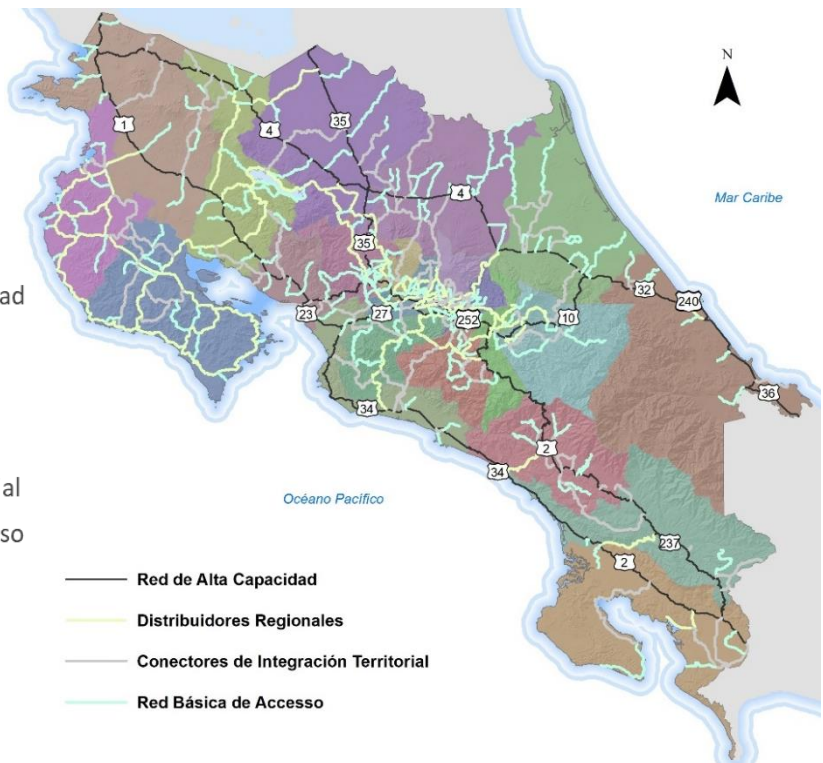 N
1
4
35
4
Mar Caribe
35
ad
32
240
23
27
252
10
36
34
2
34
al
Océano Pacífico
so
237
2
Red de Alta Capacidad
Distribuidores Regionales
Conectores de Integración Territorial
Red Básica de Accesso